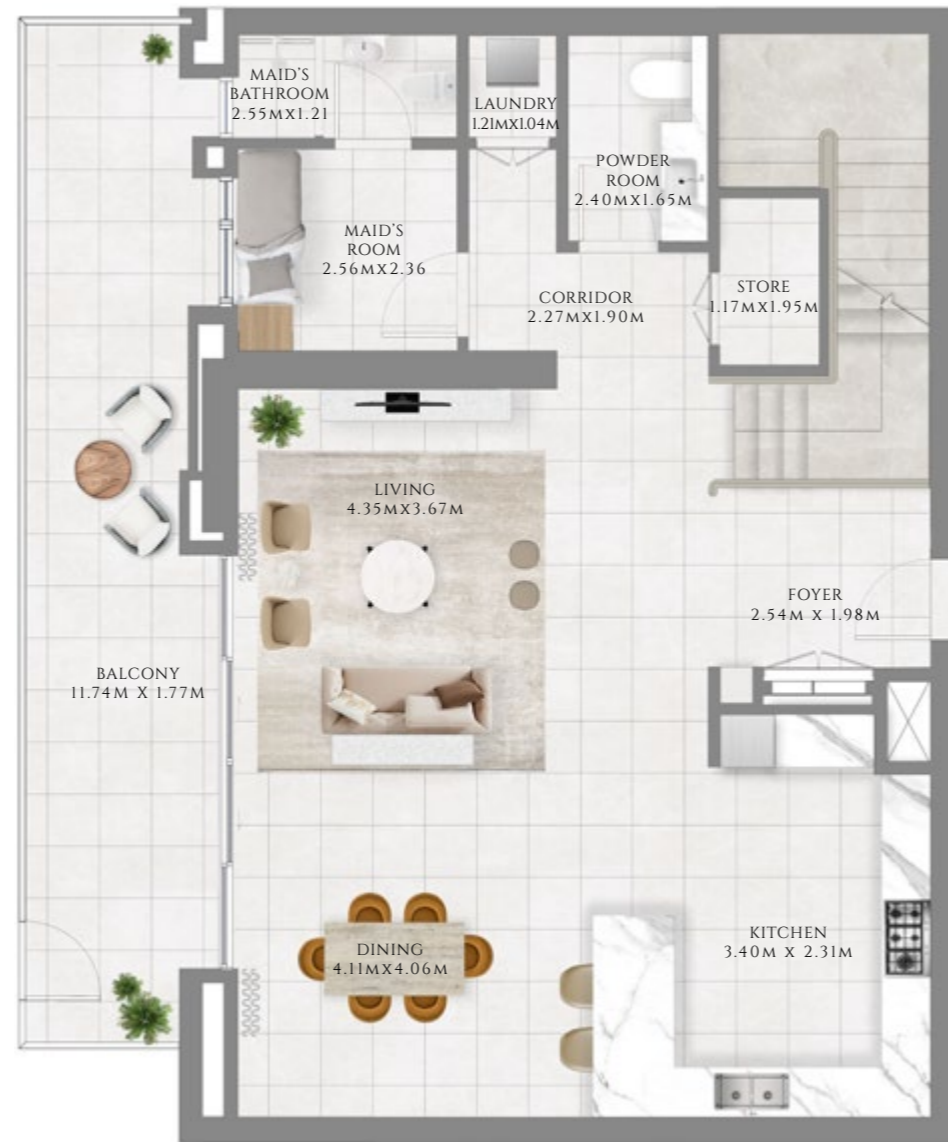 MAID'S
BATHROOM
2.55MX1.21
LAUNDRY
1.21MX1.04M
POWDER
ROOM
2.40MX1.65M
MAID'S
ROOM
2.56MX2.36
CORRIDOR
2.27MX1.90M
STORE
1.17MX1.95M
LIVING
4.35MX3.67M
FOYER
2.54M X 1.98M
BALCONY
11.74M X 1.77M
DINING
4.11MX4.06M
KITCHEN
3.40M X 2.31M